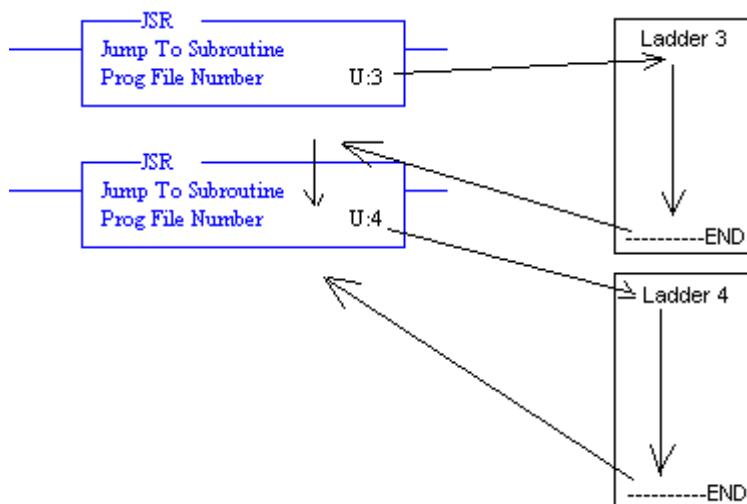 JSR
Jump To Subroutine
Prog File Number U:3
JSR
Jump To Subroutine
Prog File Number U:4
Ladder 3
----------END
Ladder 4
----------END